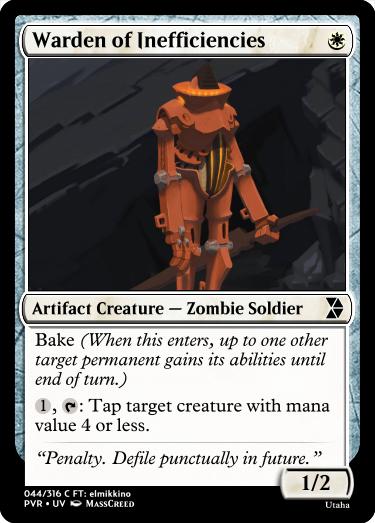 Warden of Inefficiencies
Artifact Creature — Zombie Soldier
Bake (When this enters, up to one other
target permanent gains its abilities until
end of turn.)
1, T: Tap target creature with mana
value 4 or less.
“Penalty. Defile punctually in future.”
1/2
044/316 C FT: elmikkino
PVR • UV MassCreed
Utaha